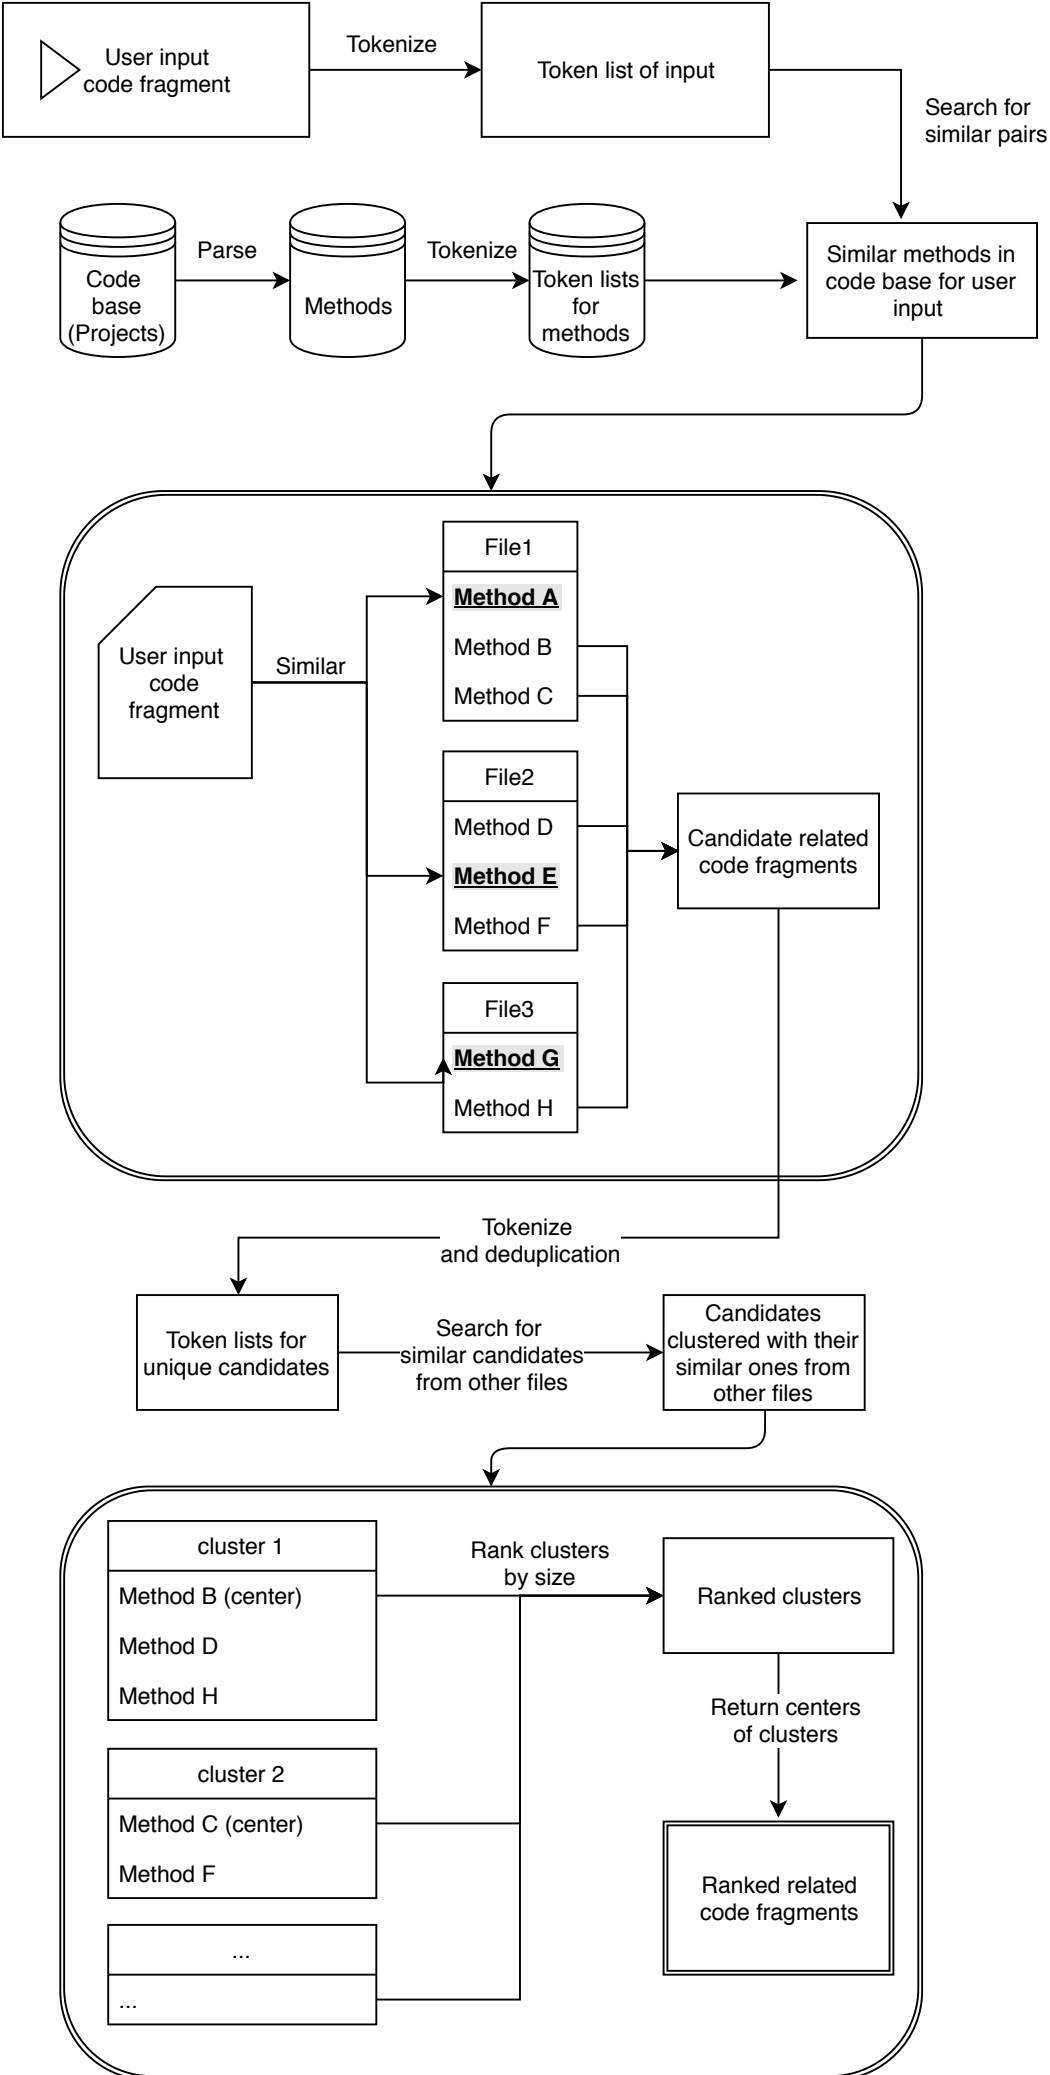 User input
code fragment
Tokenize
Token list of input
Search for
similar pairs
Code
base
(Projects)
Parse
Methods
Tokenize
Token lists
for
methods
Similar methods in
code base for user
input
User input
code
fragment
Similar
File1
Method A
Method B
Method C
File2
Method D
Method E
Method F
File3
Method G
Method H
Candidate related
code fragments
Tokenize
and deduplication
Token lists for
unique candidates
Search for
similar candidates
from other files
Candidates
clustered with their
similar ones from
other files
cluster 1
Method B (center)
Method D
Method H
Rank clusters
by size
Ranked clusters
Return centers
of clusters
cluster 2
Method C (center)
Method F
...
...
Ranked related
code fragments